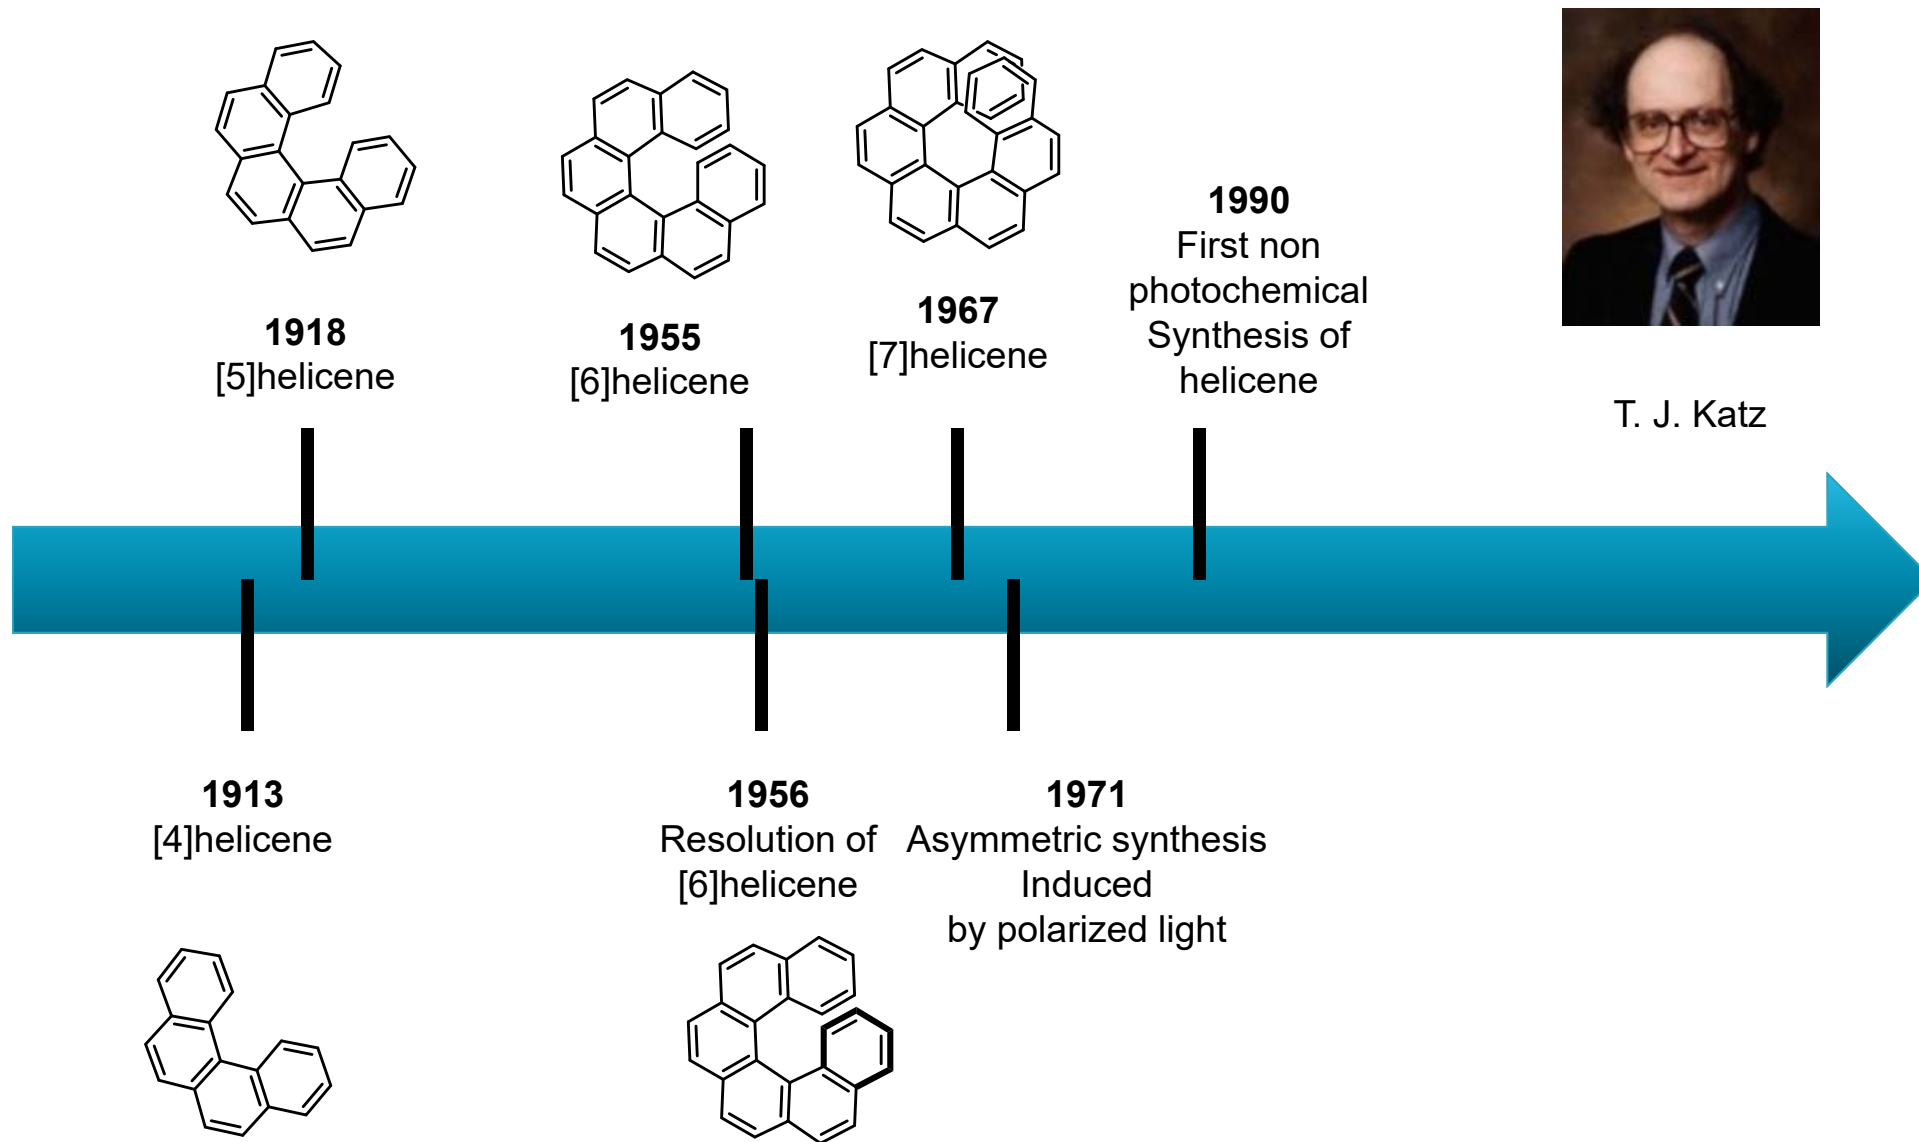 1918
[5]helicene
1955
[6]helicene
1967
[7]helicene
1990
First non
photochemical
Synthesis of
helicene
T. J. Katz
1913
[4]helicene
1956
Resolution of
[6]helicene
1971
Asymmetric synthesis
Induced
by polarized light